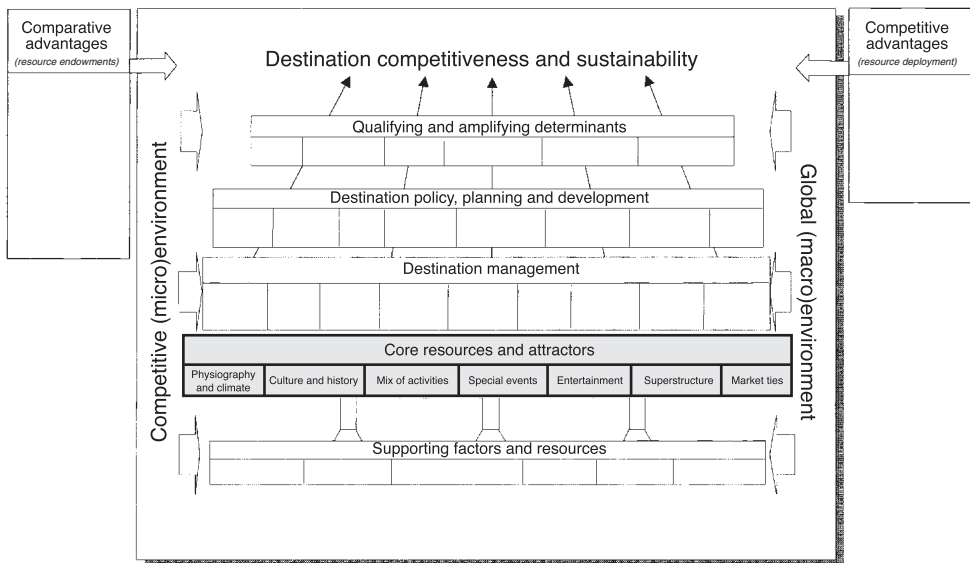 Comparative
advantages
(resource endowments)
Competitive
advantages
(resource deployment)
Destination competitiveness and sustainability
Qualifying and amplifying determinants
Destination policy, planning and development
Destination management
Competitive (micro)environment
Global (macro)environment
Core resources and attractors
Physiography
and climate
Culture and history
Mix of activities
Special events
Entertainment
Superstructure
Market ties
Supporting factors and resources